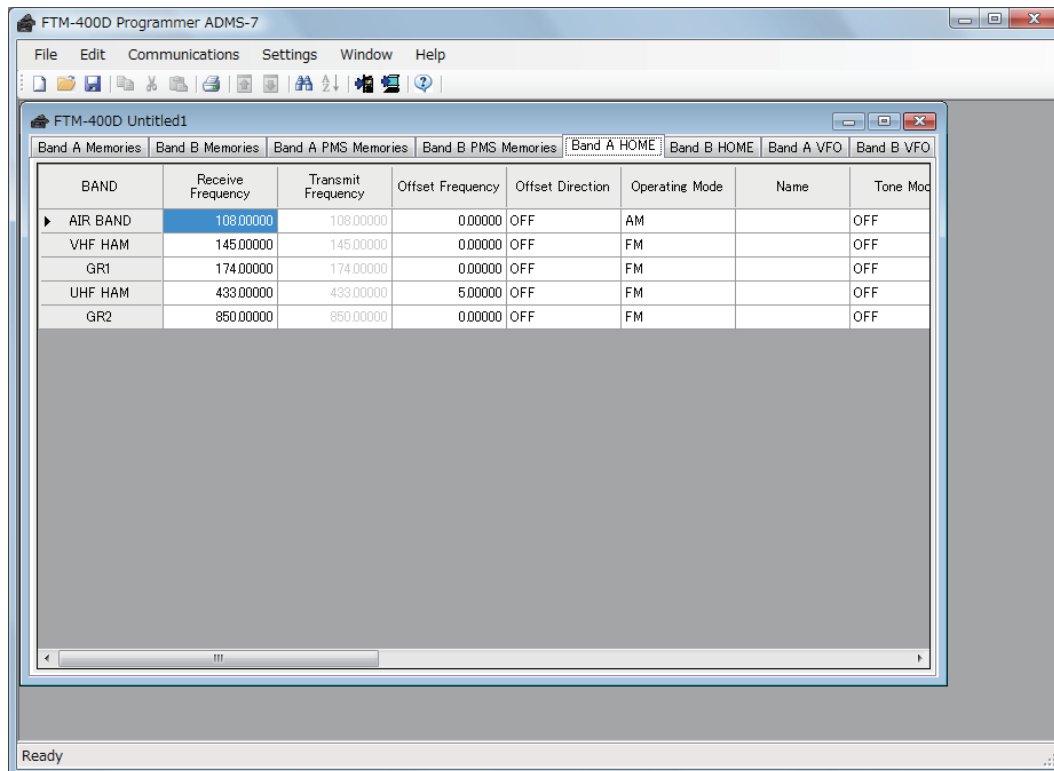 FTM-400D Programmer ADMS-7
File Edit Communications Settings Window Help
FTM-400D Untitled1
Band A Memories Band B Memories Band A PMS Memories Band B PMS Memories Band A HOME Band B HOME Band A VFO Band B VFO
BAND Receive Frequency Transmit Frequency Offset Frequency Offset Direction Operating Mode Name Tone Mod
AIR BAND 108.00000 108.00000 0.00000 OFF AM OFF
VHF HAM 145.00000 145.00000 0.00000 OFF FM OFF
GR1 174.00000 174.00000 0.00000 OFF FM OFF
UHF HAM 433.00000 433.00000 5.00000 OFF FM OFF
GR2 850.00000 850.00000 0.00000 OFF FM OFF
Ready